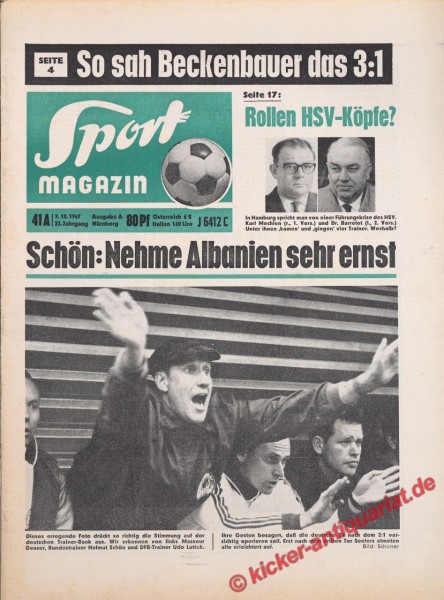 SEITE
4
So sah Beckenbauer das 3:1
Sport
MAGAZIN
41A
9. 10. 1967
32. Jahrgang
Ausgabe A
Nürnberg
80 Pf
Österreich 6 S
Italien 160 Lire
J 6412 C
Seite 17:
Rollen HSV-Köpfe?
In Hamburg spricht man von einer Führungskrise des HSV.
Karl Mechlen (r., 1. Vors.) und Dr. Barrelet (l., 2. Vors.)
Unter ihnen „kamen" und „gingen" vier Trainer. Weshalb?
Schön: Nehme Albanien sehr ernst
Dieses erregende Foto drückt so richtig die Stimmung auf der
deutschen Trainer-Bank aus. Wir erkennen von links Masseur
Deuser, Bundestrainer Helmut Schön und DFB-Trainer Udo Lattek.
Ihre Gesten besagen, daß die deutsche nach dem 2:1 vor-
sichtig operieren soll. Erst nach dem dritten Tor Seelers atmeten
alle erleichtert auf.
Bild: Schirner
© kicker-antiquariat.de